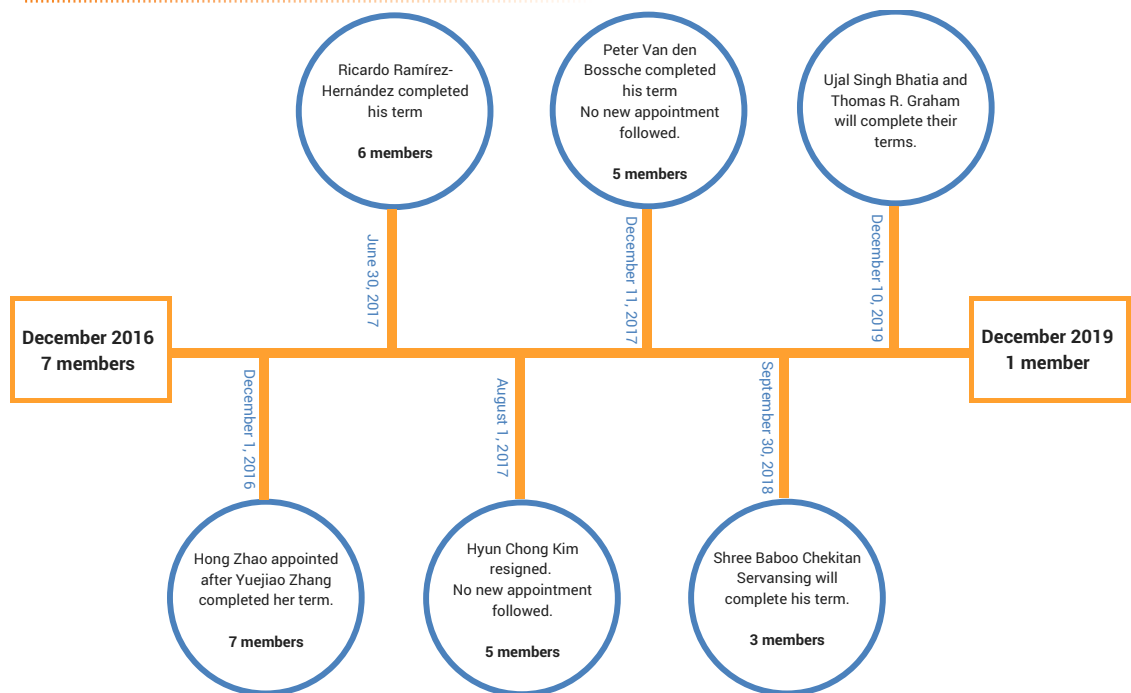 Ricardo Ramírez-
Hernández completed
his term
6 members
Peter Van den
Bossche completed
his term
No new appointment
followed.
5 members
Ujal Singh Bhatia and
Thomas R. Graham
will complete their
terms.
June 30, 2017
December 11, 2017
December 10, 2019
December 2016
7 members
December 2019
1 member
December 1, 2016
August 1, 2017
September 30, 2018
Hong Zhao appointed
after Yuejiao Zhang
completed her term.
7 members
Hyun Chong Kim
resigned.
No new appointment
followed.
5 members
Shree Baboo Chekitan
Servansing will
complete his term.
3 members